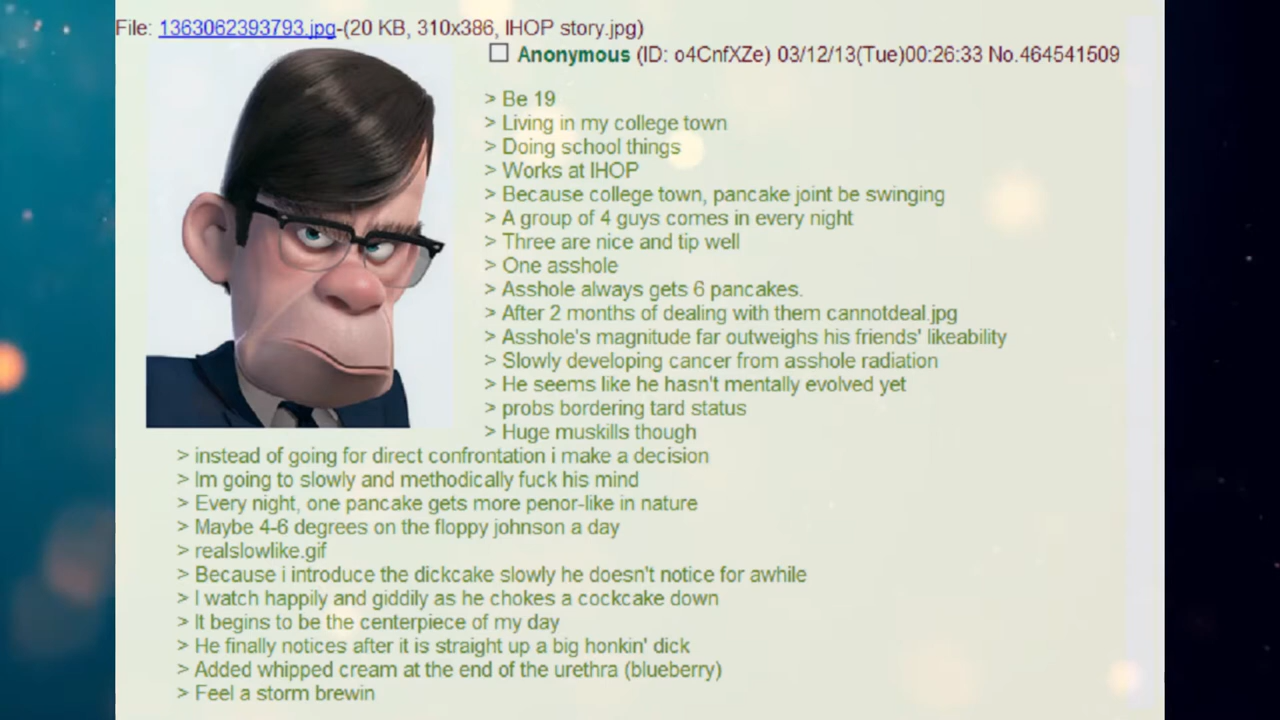 File: 1363062393793.jpg-(20 KB, 310x386, IHOP story.jpg)
Anonymous (ID: o4CnfXZe) 03/12/13(Tue)00:26:33 No.464541509
> Be 19
> Living in my college town
> Doing school things
> Works at IHOP
> Because college town, pancake joint be swinging
> A group of 4 guys comes in every night
> Three are nice and tip well
> One asshole
> Asshole always gets 6 pancakes.
> After 2 months of dealing with them cannotdeal.jpg
> Asshole's magnitude far outweighs his friends' likeability
> Slowly developing cancer from asshole radiation
> He seems like he hasn't mentally evolved yet
> probs bordering tard status
> Huge muskills though
> instead of going for direct confrontation i make a decision
> Im going to slowly and methodically fuck his mind
> Every night, one pancake gets more penor-like in nature
> Maybe 4-6 degrees on the floppy johnson a day
> realslowlike.gif
> Because i introduce the dickcake slowly he doesn't notice for awhile
> I watch happily and giddily as he chokes a cockcake down
> It begins to be the centerpiece of my day
> He finally notices after it is straight up a big honkin' dick
> Added whipped cream at the end of the urethra (blueberry)
> Feel a storm brewin